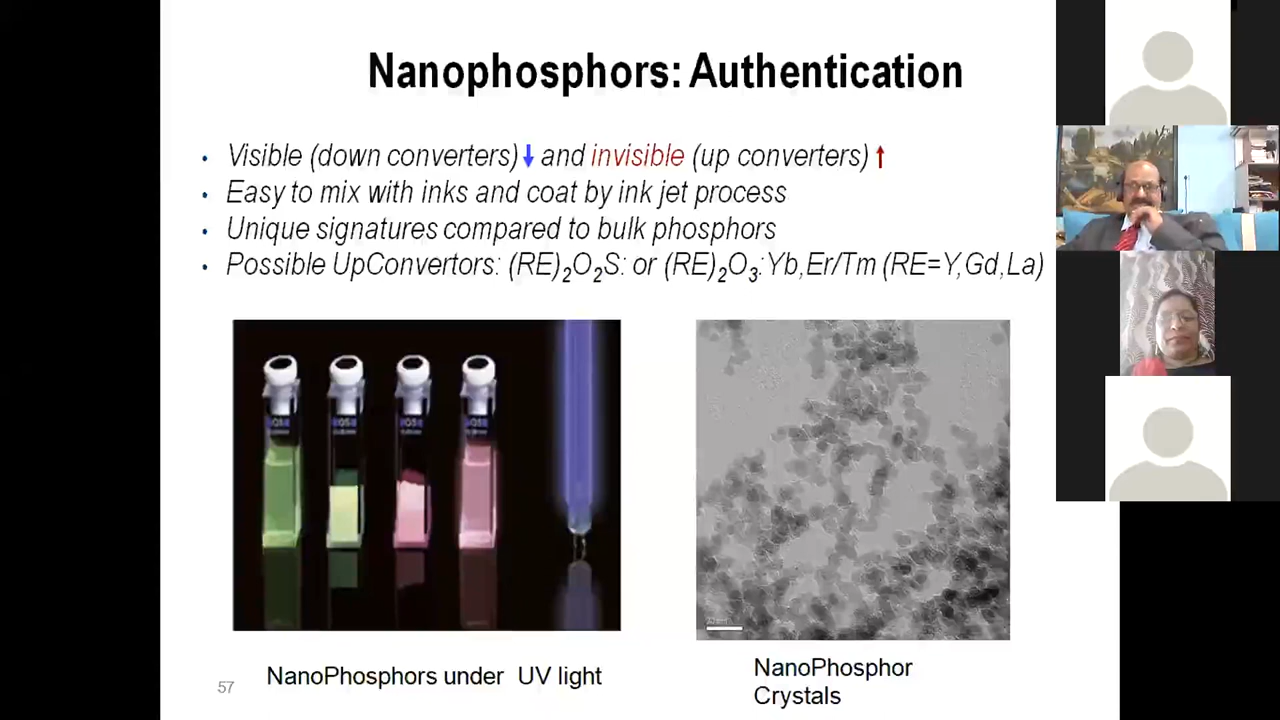 Nanophosphors: Authentication
• Visible (down converters)↓ and invisible (up converters)↑
• Easy to mix with inks and coat by ink jet process
• Unique signatures compared to bulk phosphors
• Possible UpConvertors: (RE)₂O₂S: or (RE)₂O₃:Yb,Er/Tm (RE=Y,Gd,La)
NanoPhosphors under UV light
NanoPhosphor
Crystals
57